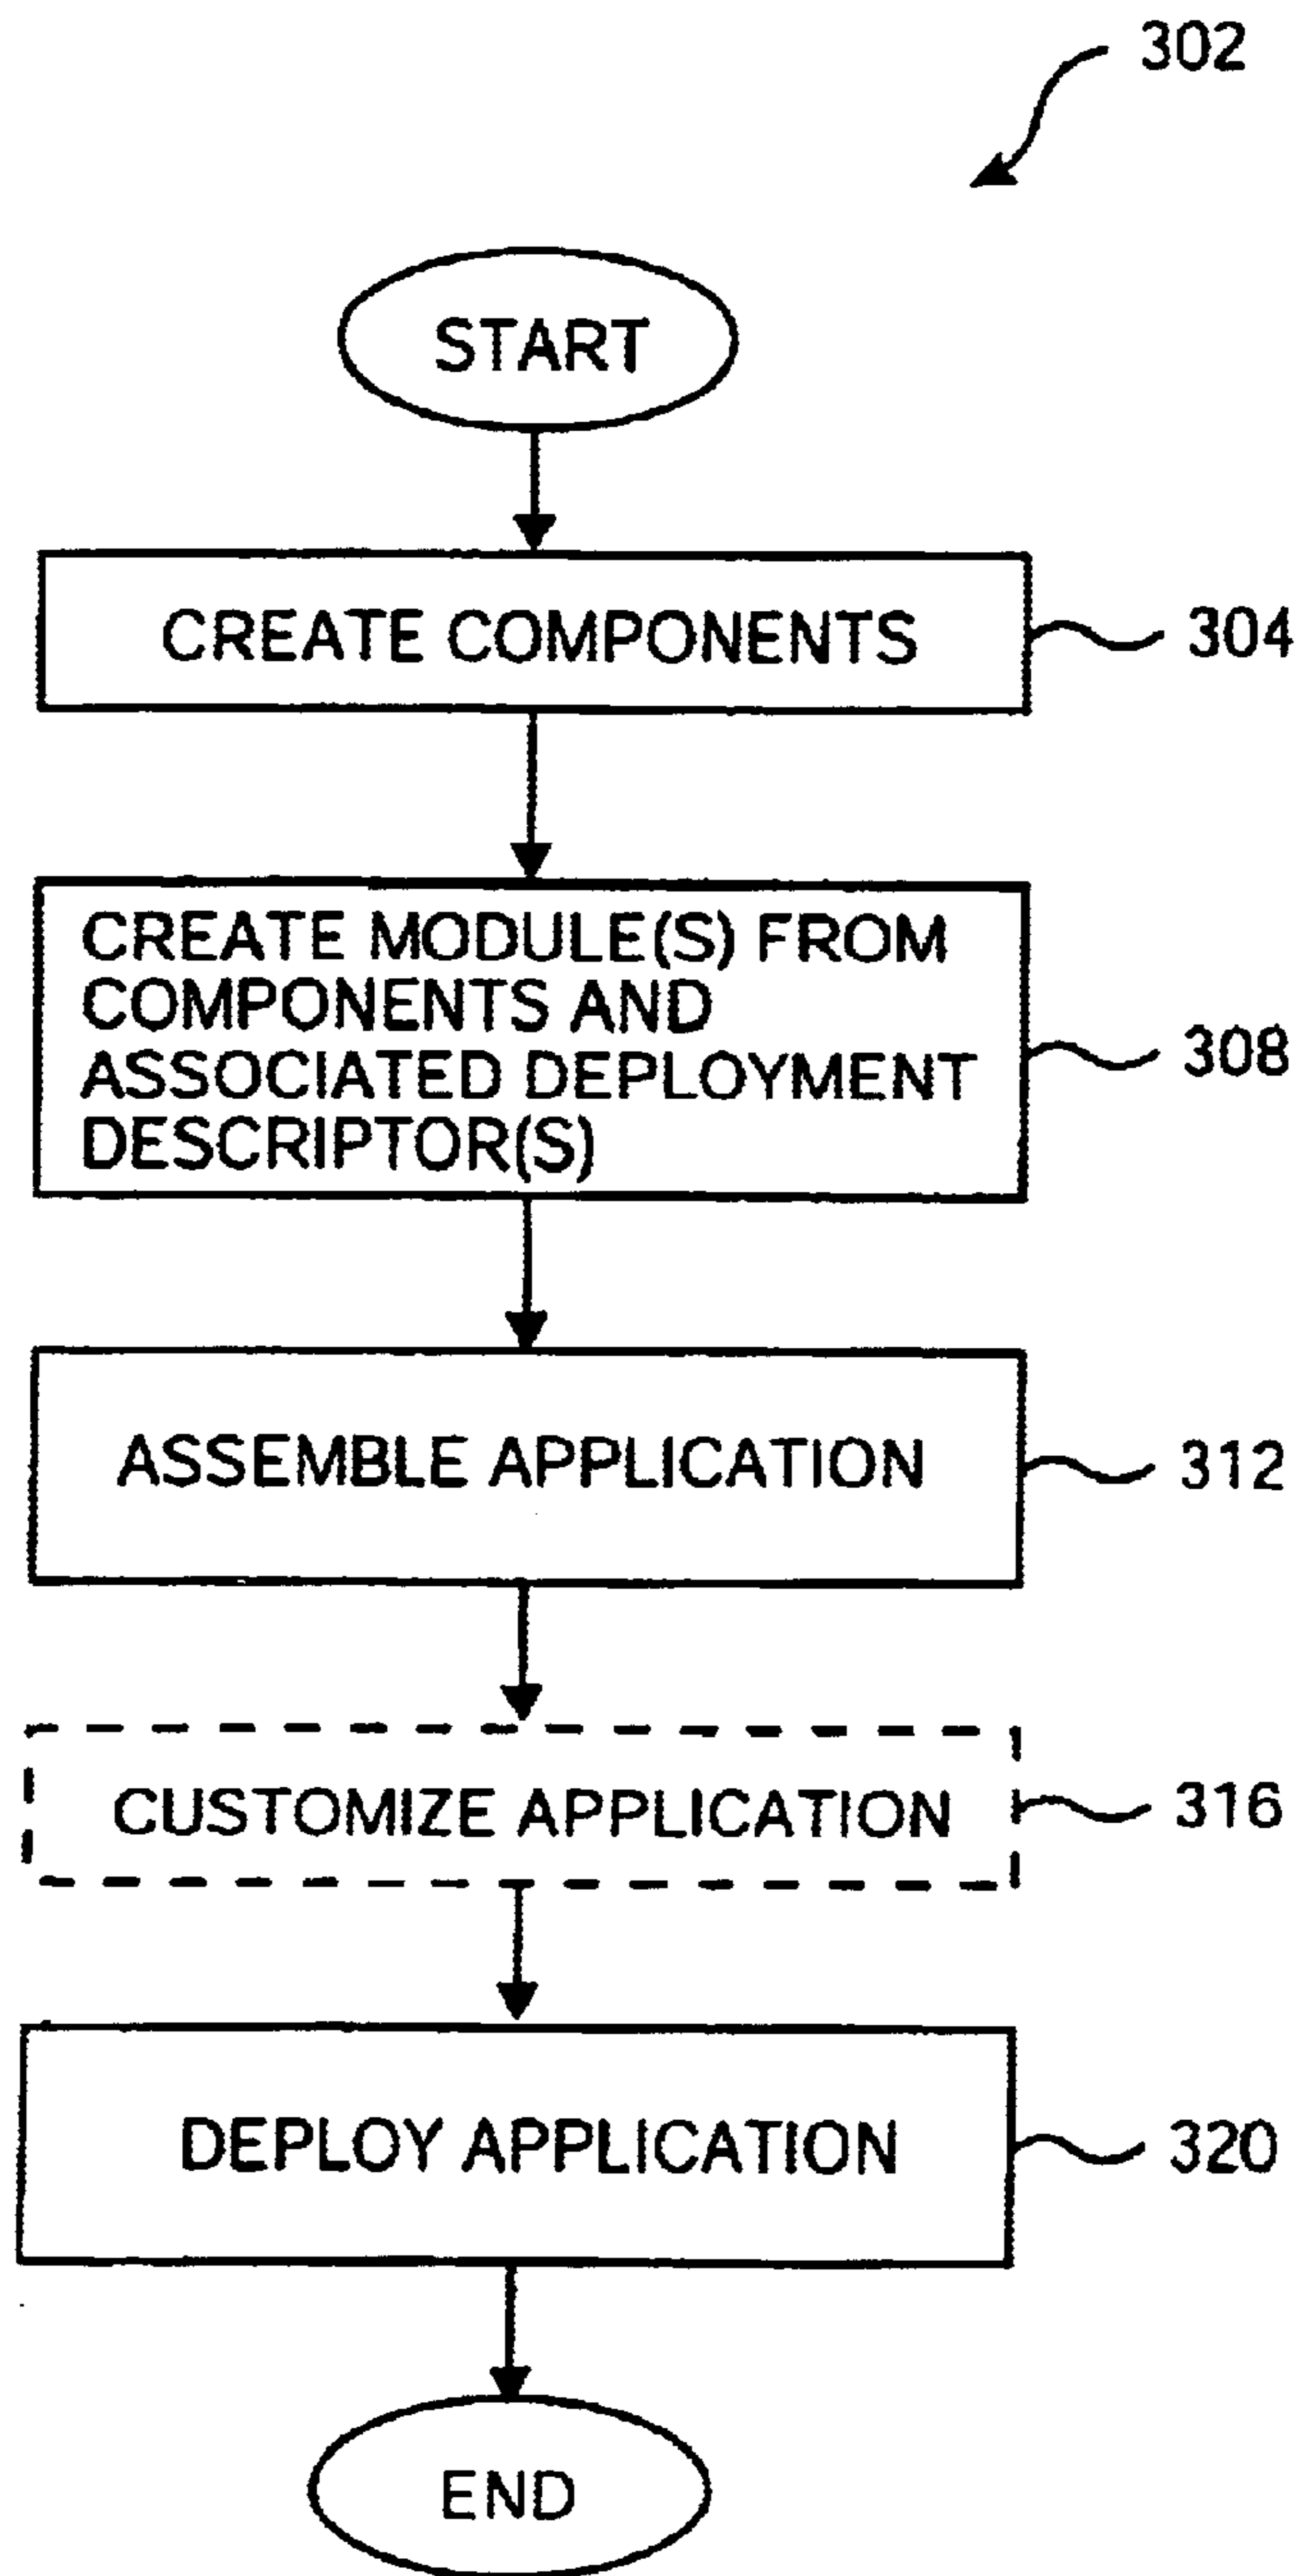 302
START
CREATE COMPONENTS
304
CREATE MODULE(S) FROM
COMPONENTS AND
ASSOCIATED DEPLOYMENT
DESCRIPTOR(S)
308
ASSEMBLE APPLICATION
312
CUSTOMIZE APPLICATION
316
DEPLOY APPLICATION
320
END